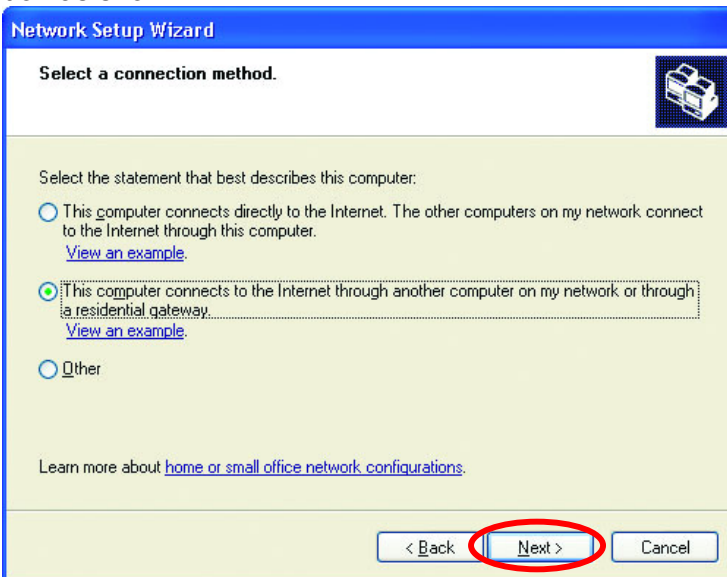 Network Setup Wizard
Select a connection method.
Select the statement that best describes this computer:
This computer connects directly to the Internet. The other computers on my network connect
to the Internet through this computer.
View an example.
This computer connects to the Internet through another computer on my network or through
a residential gateway.
View an example.
Other
Learn more about home or small office network configurations.
< Back Next > Cancel